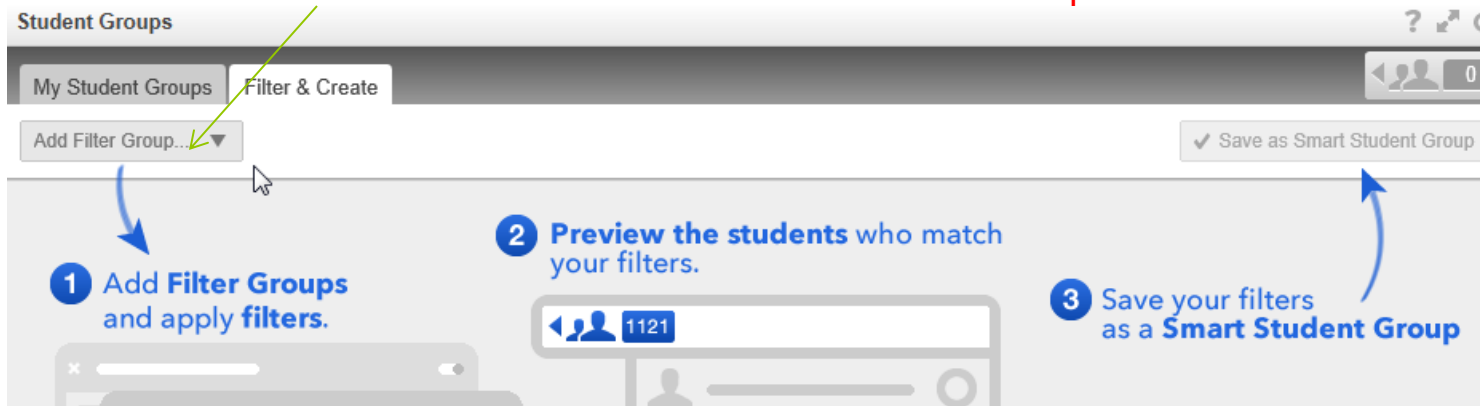 Student Groups ?
My Student Groups Filter & Create 0
Add Filter Group... ✔ Save as Smart Student Group
2 Preview the students who match
your filters.
1 Add Filter Groups
and apply filters.
1121
3 Save your filters
as a Smart Student Group